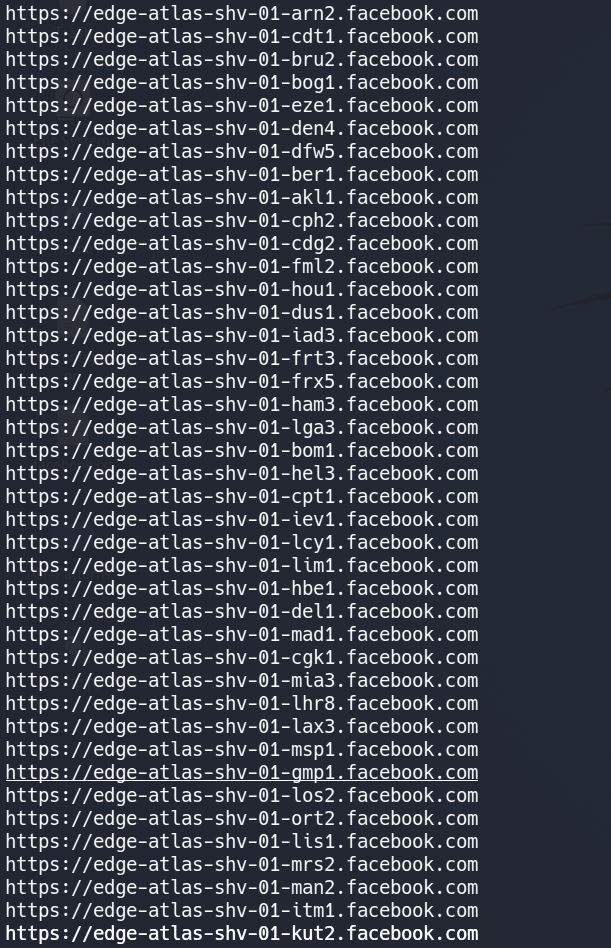 https://edge-atlas-shv-01-arn2.facebook.com
https://edge-atlas-shv-01-cdt1.facebook.com
https://edge-atlas-shv-01-bru2.facebook.com
https://edge-atlas-shv-01-bog1.facebook.com
https://edge-atlas-shv-01-eze1.facebook.com
https://edge-atlas-shv-01-den4.facebook.com
https://edge-atlas-shv-01-dfw5.facebook.com
https://edge-atlas-shv-01-ber1.facebook.com
https://edge-atlas-shv-01-akl1.facebook.com
https://edge-atlas-shv-01-cph2.facebook.com
https://edge-atlas-shv-01-cdg2.facebook.com
https://edge-atlas-shv-01-fml2.facebook.com
https://edge-atlas-shv-01-hou1.facebook.com
https://edge-atlas-shv-01-dus1.facebook.com
https://edge-atlas-shv-01-iad3.facebook.com
https://edge-atlas-shv-01-frt3.facebook.com
https://edge-atlas-shv-01-frx5.facebook.com
https://edge-atlas-shv-01-ham3.facebook.com
https://edge-atlas-shv-01-lga3.facebook.com
https://edge-atlas-shv-01-bom1.facebook.com
https://edge-atlas-shv-01-hel3.facebook.com
https://edge-atlas-shv-01-cpt1.facebook.com
https://edge-atlas-shv-01-iev1.facebook.com
https://edge-atlas-shv-01-lcy1.facebook.com
https://edge-atlas-shv-01-lim1.facebook.com
https://edge-atlas-shv-01-hbe1.facebook.com
https://edge-atlas-shv-01-del1.facebook.com
https://edge-atlas-shv-01-mad1.facebook.com
https://edge-atlas-shv-01-cgk1.facebook.com
https://edge-atlas-shv-01-mia3.facebook.com
https://edge-atlas-shv-01-lhr8.facebook.com
https://edge-atlas-shv-01-lax3.facebook.com
https://edge-atlas-shv-01-msp1.facebook.com
https://edge-atlas-shv-01-gmp1.facebook.com
https://edge-atlas-shv-01-los2.facebook.com
https://edge-atlas-shv-01-ort2.facebook.com
https://edge-atlas-shv-01-lis1.facebook.com
https://edge-atlas-shv-01-mrs2.facebook.com
https://edge-atlas-shv-01-man2.facebook.com
https://edge-atlas-shv-01-itm1.facebook.com
https://edge-atlas-shv-01-kut2.facebook.com